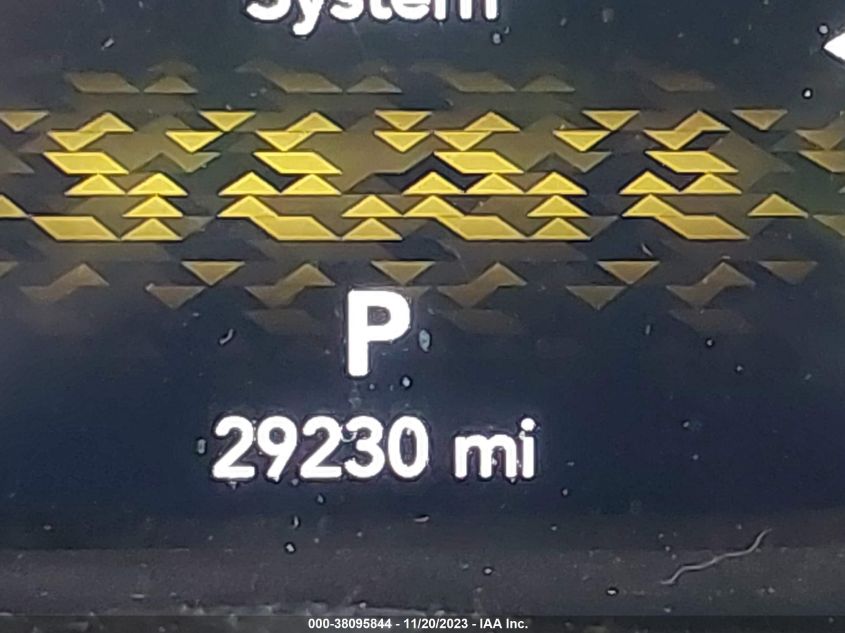 System
P
29230 mi
000-38095844 - 11/20/2023 - IAA Inc.